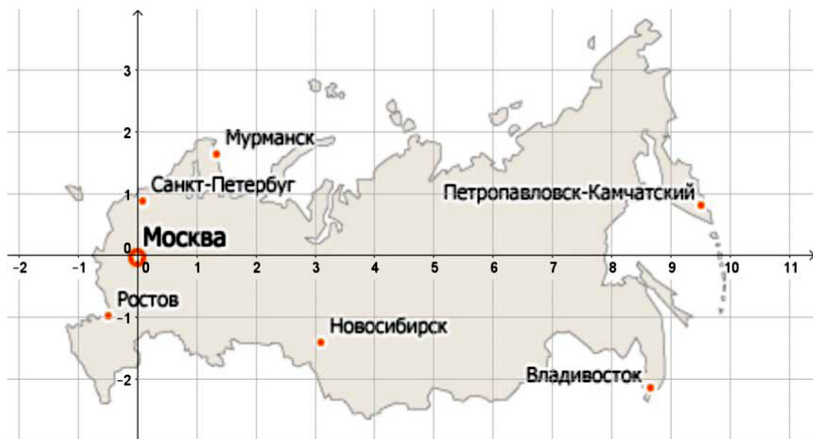 3
2
Мурманск
Санкт-Петербуг
1
Петропавловск-Камчатский
Москва
0
-2 -1 0 1 2 3 4 5 6 7 8 9 10 11
Ростов
-1
Новосибирск
Владивосток
-2